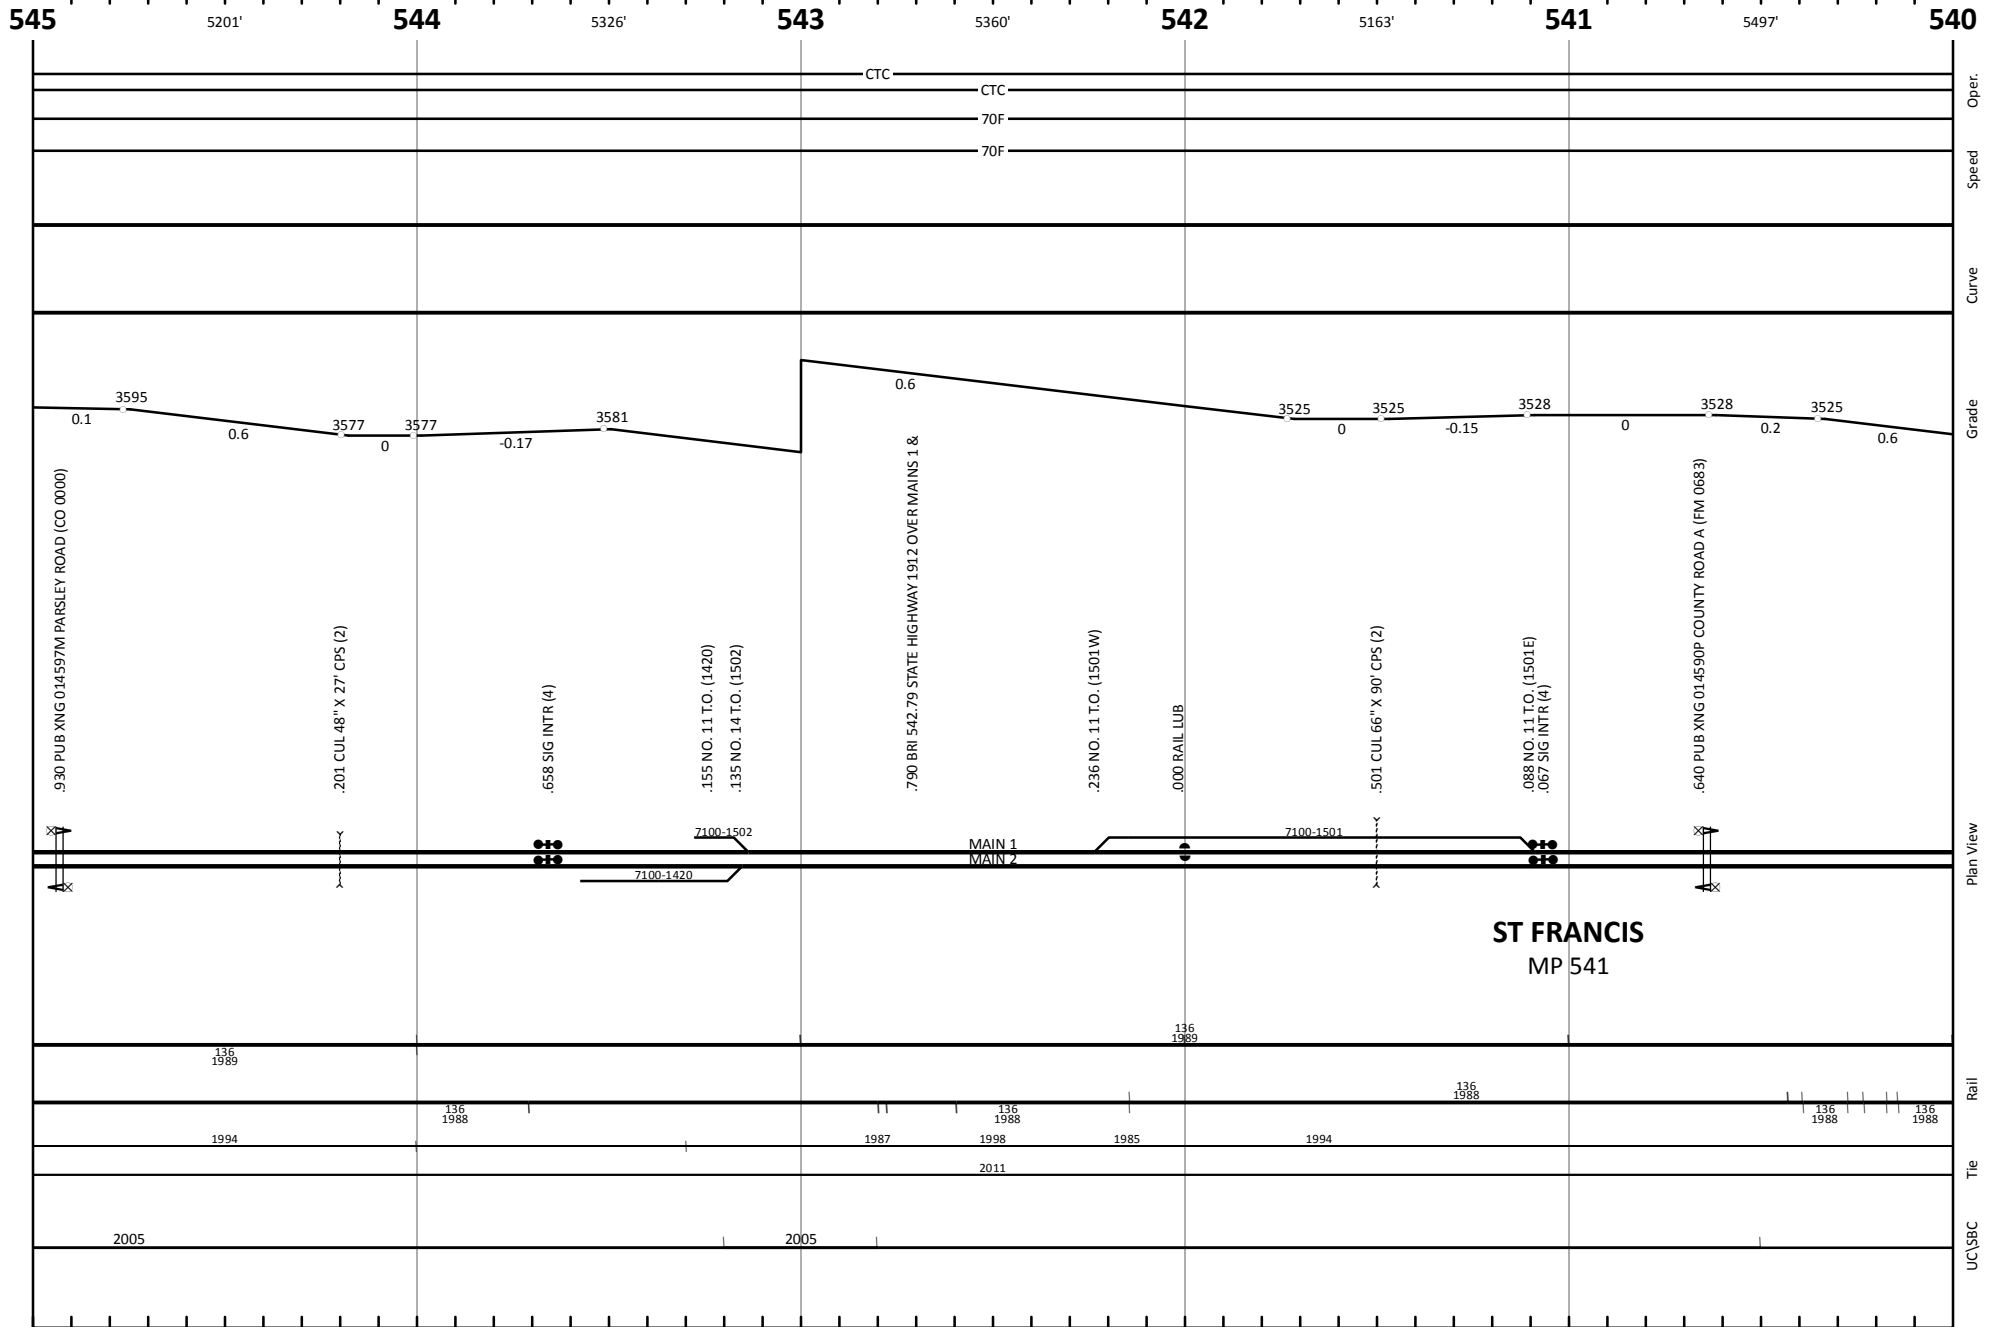 545 5201' 544 5326' 543 5360' 542 5163' 541 5497' 540
CTC
CTC
Oper.
70F
70F
Speed
Curve
3595
3577
3577
3581
3525
3525
3528
3528
3525
0.1
0.6
0
-0.17
0.6
0
-0.15
0
0.2
0.6
Grade
.930 PUB XNG 014597M PARSLEY ROAD (CO 0000)
.201 CUL 48" X 27' CPS (2)
.658 SIG INTR (4)
.155 NO. 11 T.O. (1420)
.135 NO. 14 T.O. (1502)
.790 BRI 542.79 STATE HIGHWAY 1912 OVER MAINS 1 &
.236 NO. 11 T.O. (1501W)
.000 RAIL LUB
.501 CUL 66" X 90' CPS (2)
.088 NO. 11 T.O. (1501E)
.067 SIG INTR (4)
.640 PUB XNG 014590P COUNTY ROAD A (FM 0683)
7100-1502
7100-1501
MAIN 1
MAIN 2
7100-1420
Plan View
ST FRANCIS
MP 541
136
1989
136
1989
136
1988
136
1988
136
1988
136
1988
136
1988
Rail
1994 1987 1998 1985 1994
2011
Tie
2005 2005
UC\SBC